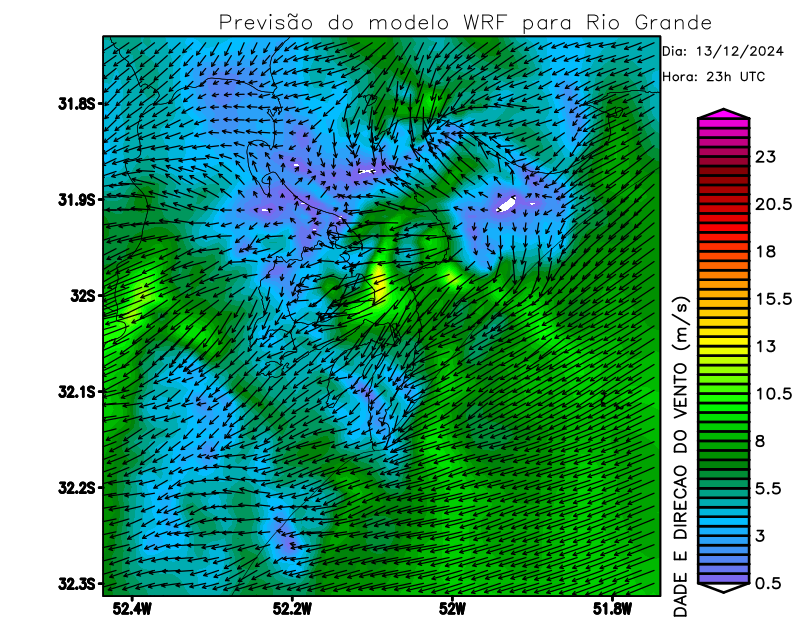 Previsão do modelo WRF para Rio Grande
Dia: 13/12/2024
Hora: 23h UTC
31.8S
31.9S
32S
32.1S
32.2S
32.3S
52.4W
52.2W
52W
51.8W
DADE E DIRECAO DO VENTO (m/s)
23
20.5
18
15.5
13
10.5
8
5.5
3
0.5